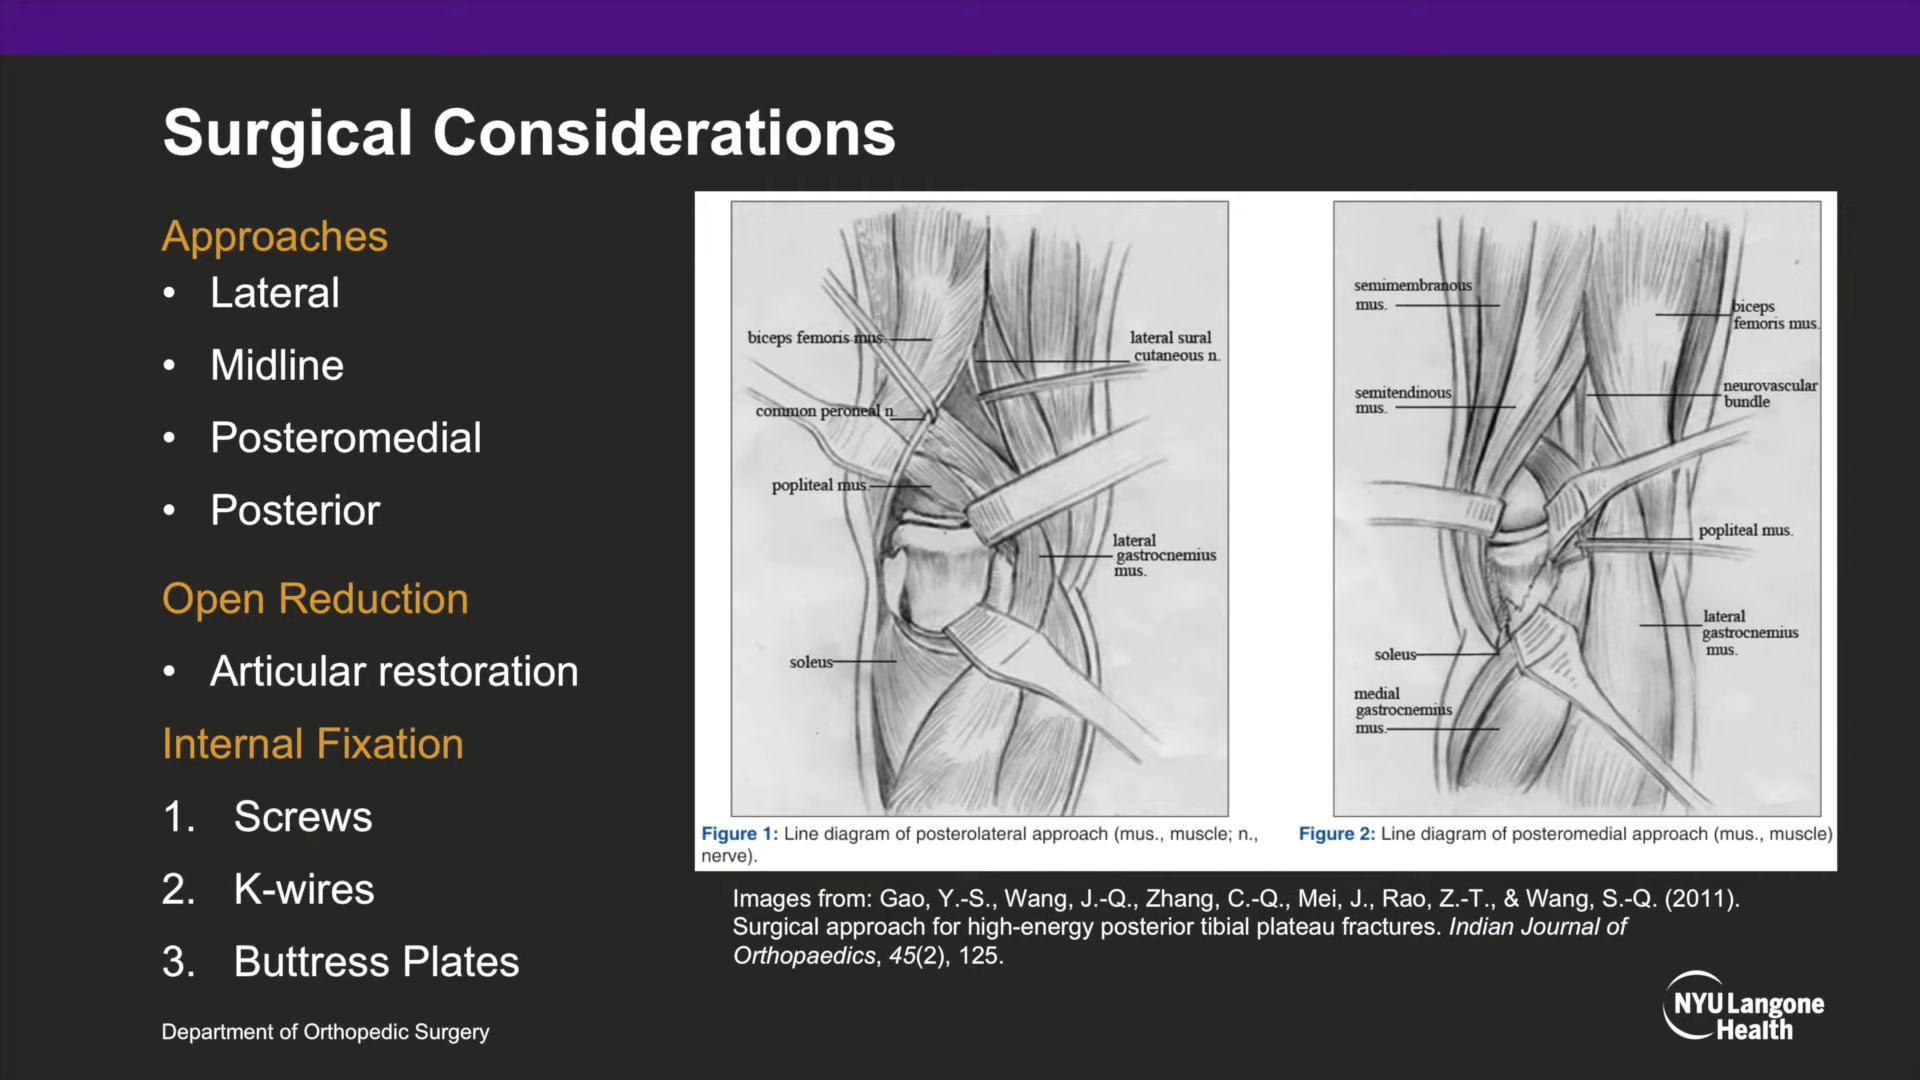 Surgical Considerations
Approaches
• Lateral
• Midline
• Posteromedial
• Posterior
Open Reduction
• Articular restoration
Internal Fixation
1. Screws
2. K-wires
3. Buttress Plates
Department of Orthopedic Surgery
biceps femoris mus.
common peroneal n.
popliteal mus.
soleus
lateral sural
cutaneous n.
lateral
gastrocnemius
mus.
Figure 1: Line diagram of posterolateral approach (mus., muscle; n.,
nerve).
semimembranous
mus.
semitendinous
mus.
soleus
medial
gastrocnemius
mus.
biceps
femoris mus.
neurovascular
bundle
popliteal mus.
lateral
gastrocnemius
mus.
Figure 2: Line diagram of posteromedial approach (mus., muscle)
Images from: Gao, Y.-S., Wang, J.-Q., Zhang, C.-Q., Mei, J., Rao, Z.-T., & Wang, S.-Q. (2011).
Surgical approach for high-energy posterior tibial plateau fractures. Indian Journal of
Orthopaedics, 45(2), 125.
NYU Langone
Health